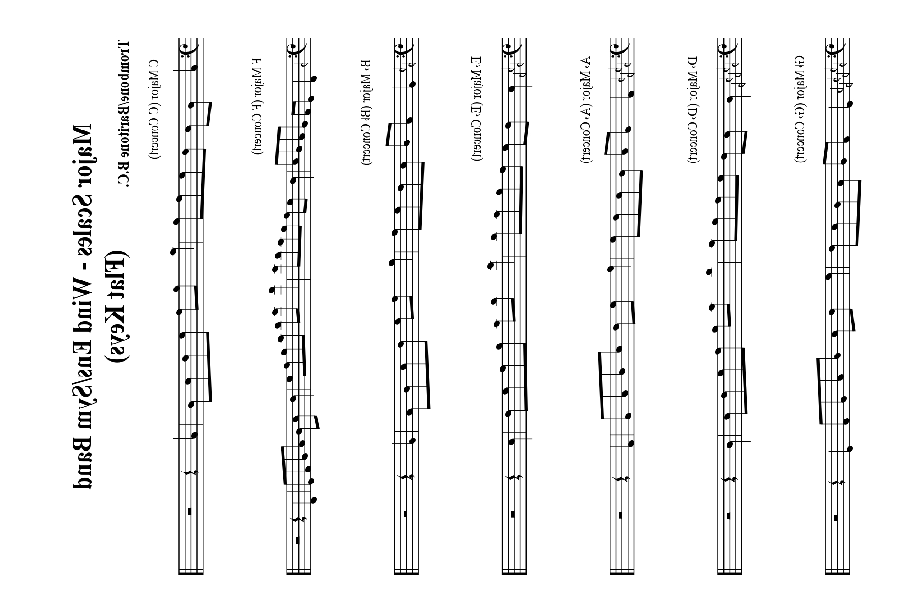 Major Scales - Wind Ens/Sym Band
(Flat Keys)
Trombone/Baritone B.C.
C Major (C Concert)
F Major (F Concert)
B♭ Major (B♭ Concert)
E♭ Major (E♭ Concert)
A♭ Major (A♭ Concert)
D♭ Major (D♭ Concert)
G♭ Major (G♭ Concert)